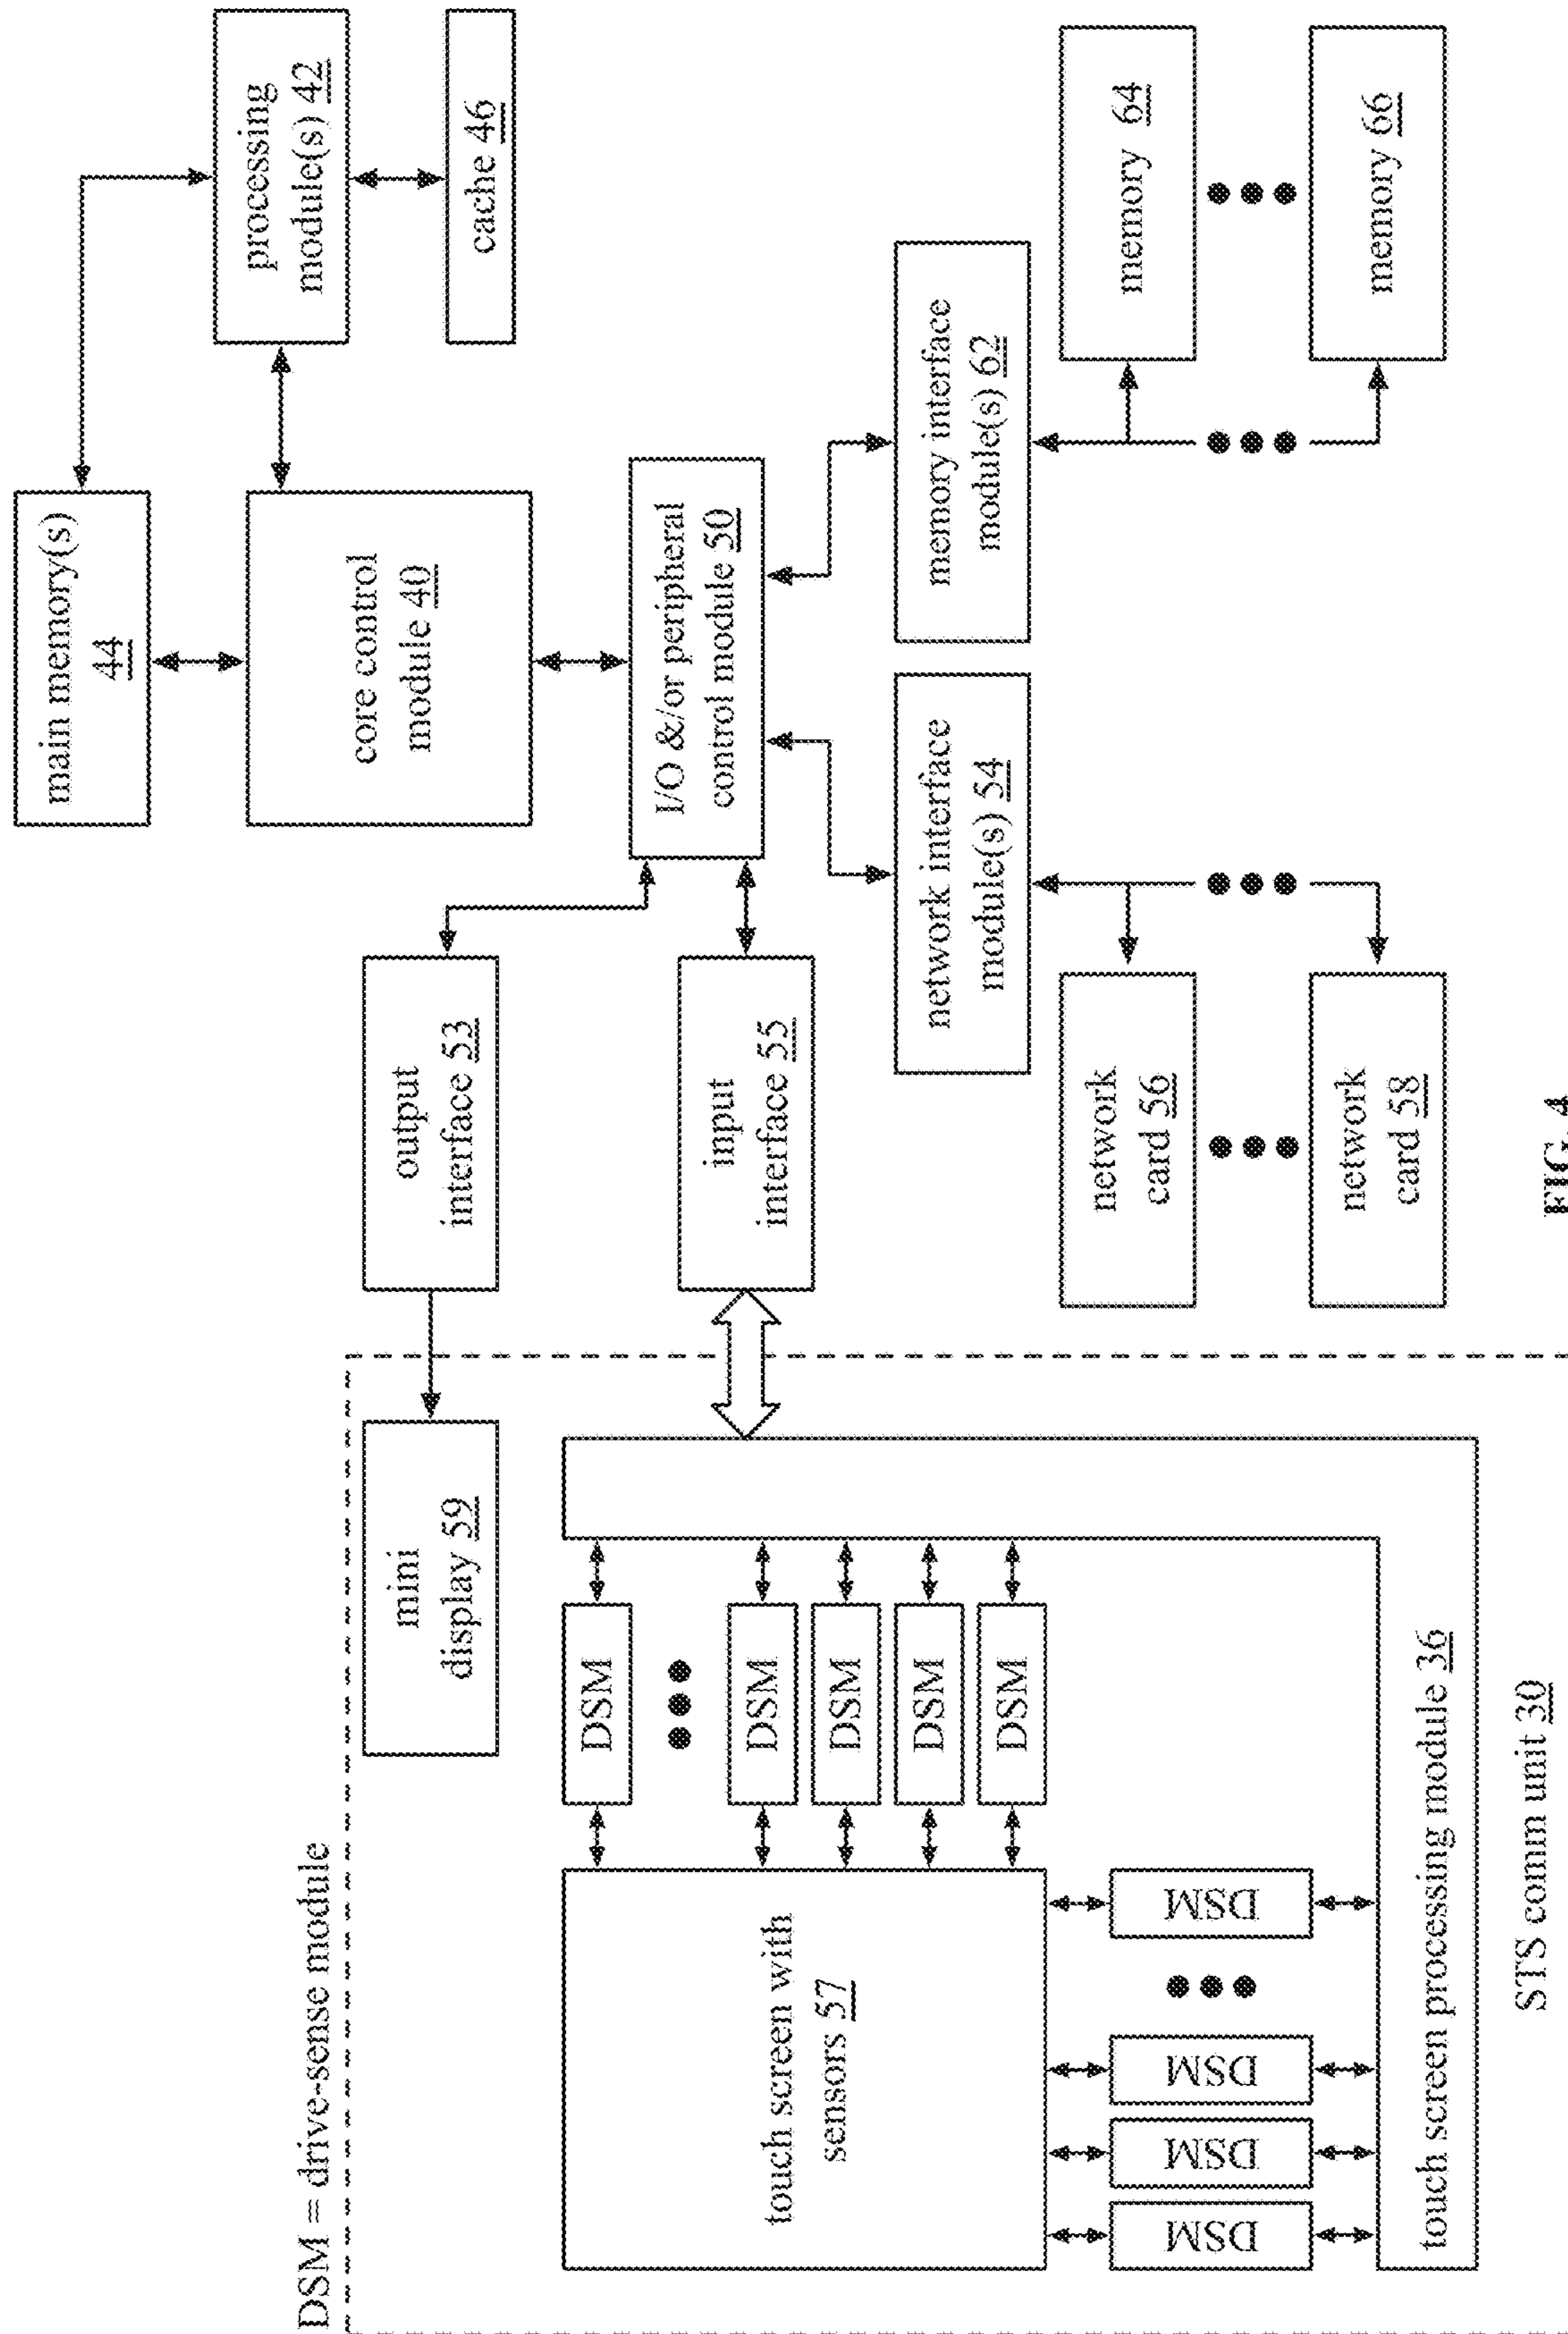 DSM = drive-sense module
mini
display 59
output
interface 53
main memory(s)
44
core control
module 40
processing
module(s) 42
cache 46
touch screen with
sensors 57
DSM
DSM
DSM
DSM
DSM
input
interface 55
I/O &/or peripheral
control module 50
DSM
DSM
DSM
DSM
network interface
module(s) 54
memory interface
module(s) 62
network
card 56
memory 64
touch screen processing module 36
network
card 58
memory 66
STS comm unit 30
FIG. 4